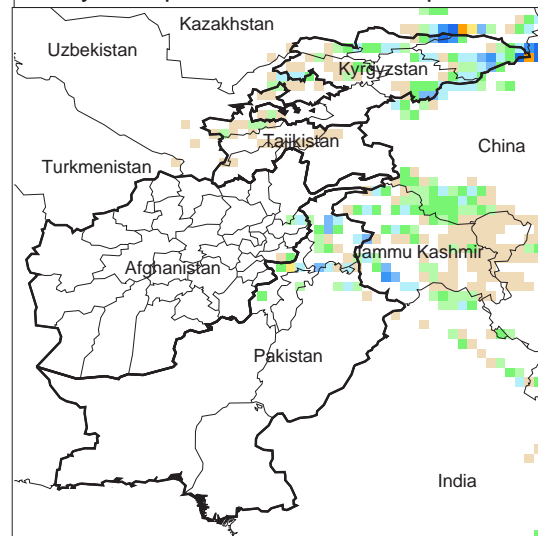 Kazakhstan
Uzbekistan
Kyrgyzstan
Tajikistan
China
Turkmenistan
Jammu Kashmir
Afghanistan
Pakistan
India